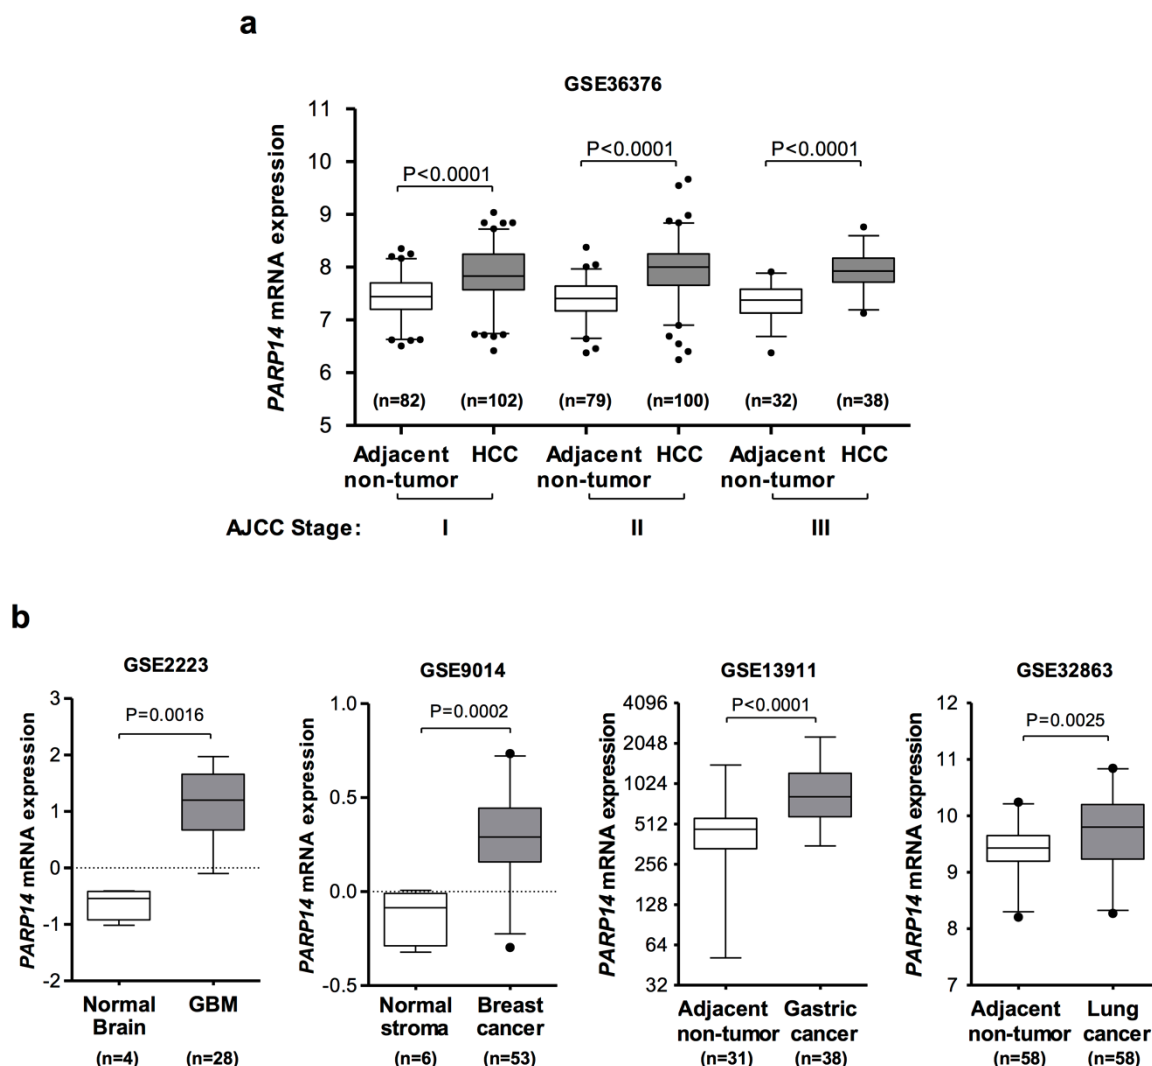 a
GSE36376
PARP14 mRNA expression
11
10
9
8
7
6
5
P<0.0001
P<0.0001
P<0.0001
(n=82)
(n=102)
(n=79)
(n=100)
(n=32)
(n=38)
Adjacent
non-tumor
HCC
Adjacent
non-tumor
HCC
Adjacent
non-tumor
HCC
AJCC Stage:
I
II
III
b
GSE2223
PARP14 mRNA expression
3
2
1
0
-1
-2
P=0.0016
Normal
Brain
(n=4)
GBM
(n=28)
GSE9014
PARP14 mRNA expression
1.0
0.5
0.0
-0.5
P=0.0002
Normal
stroma
(n=6)
Breast
cancer
(n=53)
GSE13911
PARP14 mRNA expression
4096
2048
1024
512
256
128
64
32
P<0.0001
Adjacent
non-tumor
(n=31)
Gastric
cancer
(n=38)
GSE32863
PARP14 mRNA expression
12
11
10
9
8
7
P=0.0025
Adjacent
non-tumor
(n=58)
Lung
cancer
(n=58)